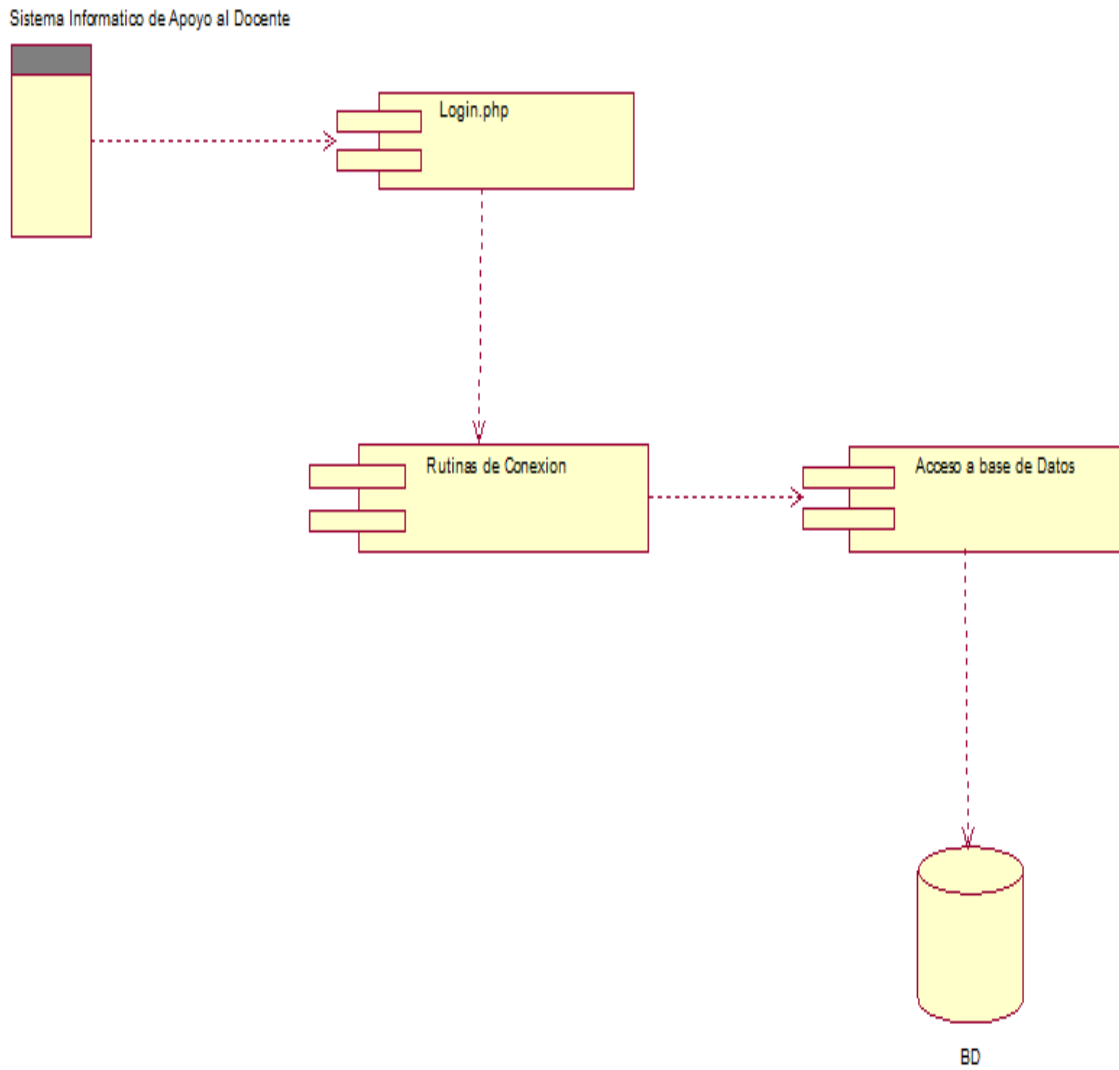 Sistema Informatico de Apoyo al Docente
Login.php
Rutinas de Conexion
Acceso a base de Datos
BD